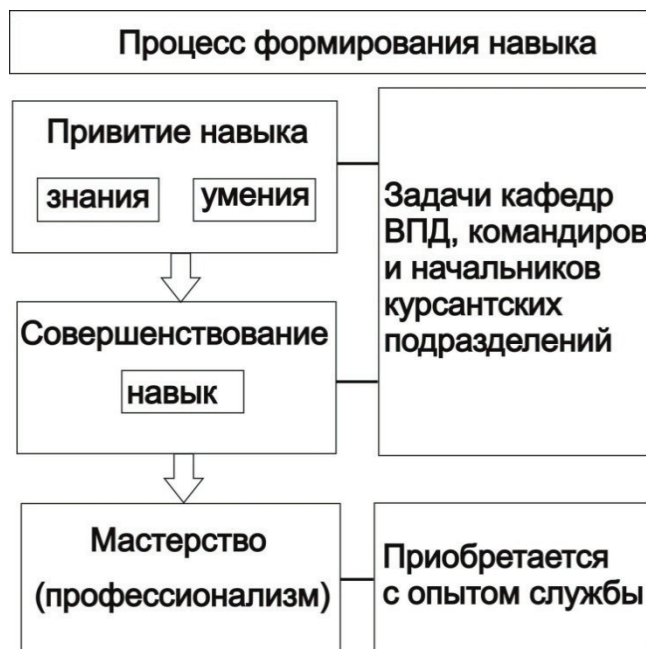 Процесс формирования навыка
Привитие навыка
знания
умения
Задачи кафедр
ВПД, командиров
и начальников
курсантских
подразделений
Совершенствование
навык
Мастерство
(профессионализм)
Приобретается
с опытом службы